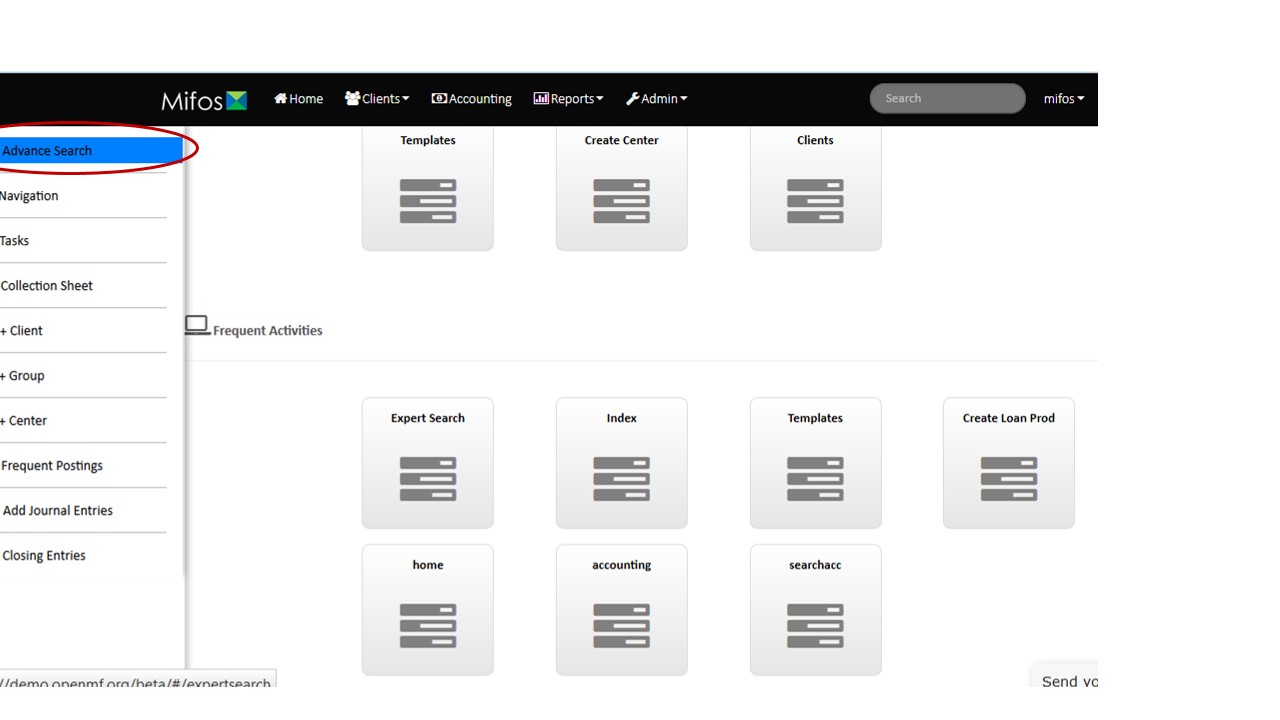 Mifos Home Clients Accounting Reports Admin Search mifos
Advance Search
Navigation
Tasks
Collection Sheet
+ Client
+ Group
+ Center
Frequent Postings
Add Journal Entries
Closing Entries
Templates Create Center Clients
Frequent Activities
Expert Search Index Templates Create Loan Prod
home accounting searchacc
//demo.openmf.org/beta/#/expertsearch
Send yo